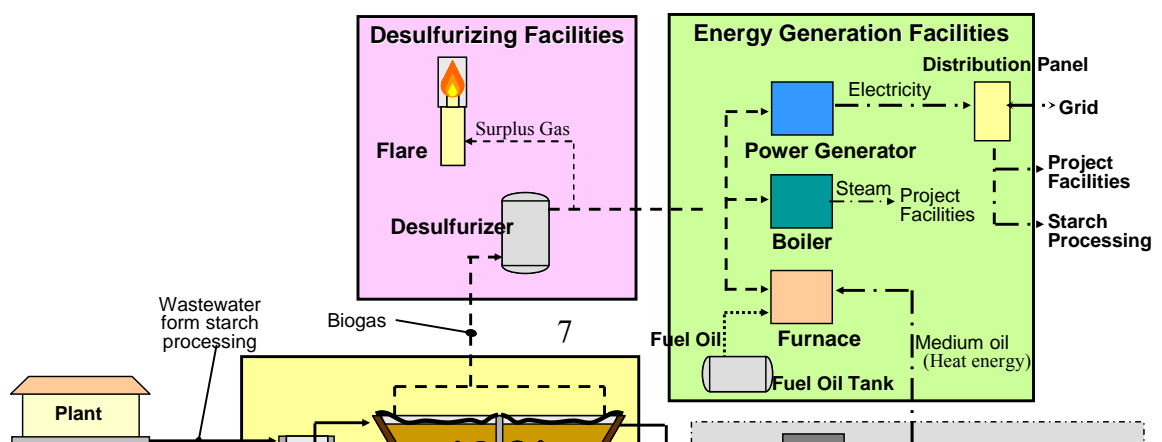 Desulfurizing Facilities
Flare
Surplus Gas
Desulfurizer
Energy Generation Facilities
Distribution Panel
Electricity
Grid
Power Generator
Project
Facilities
Steam
Project
Facilities
Boiler
Starch
Processing
Fuel Oil
Furnace
Medium oil
(Heat energy)
Fuel Oil Tank
Wastewater
form starch
processing
Biogas
7
Plant